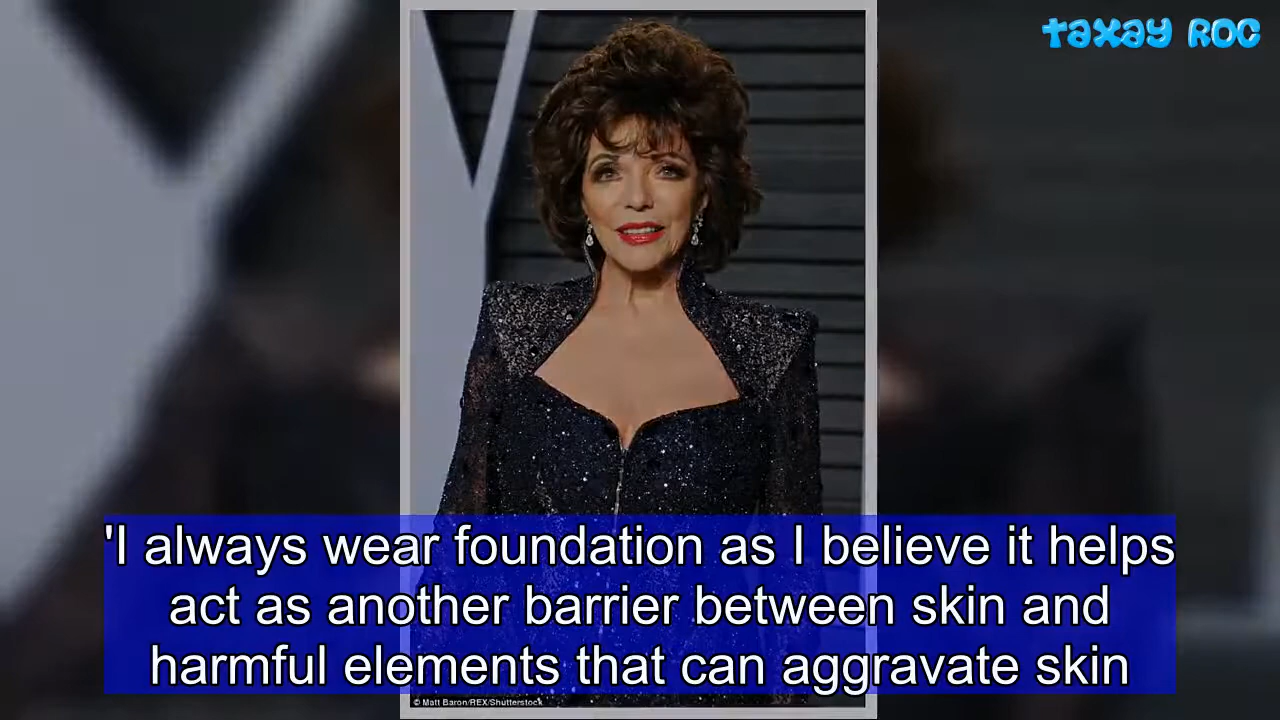 taxay ROC
'I always wear foundation as I believe it helps
act as another barrier between skin and
harmful elements that can aggravate skin
© Matt Baron/REX/Shutterstock